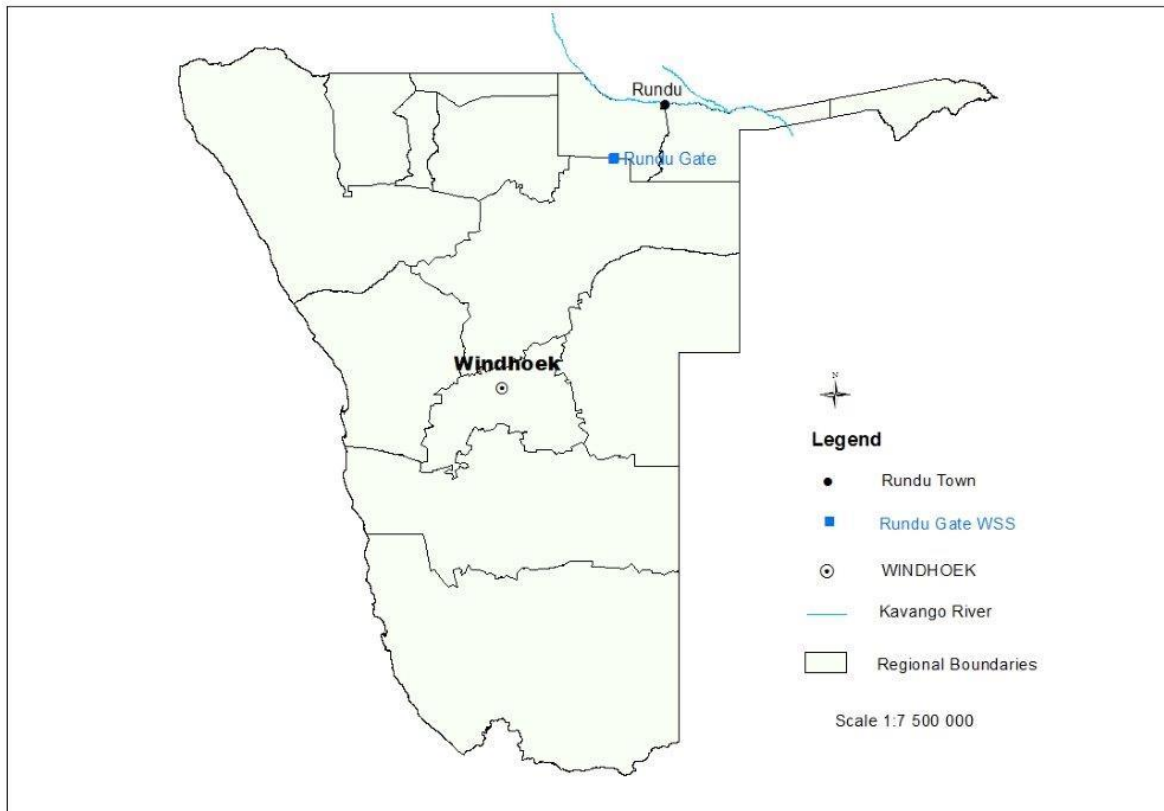 Rundu
Rundu Gate
Windhoek
N
Legend
Rundu Town
Rundu Gate WSS
WINDHOEK
Kavango River
Regional Boundaries
Scale 1:7 500 000